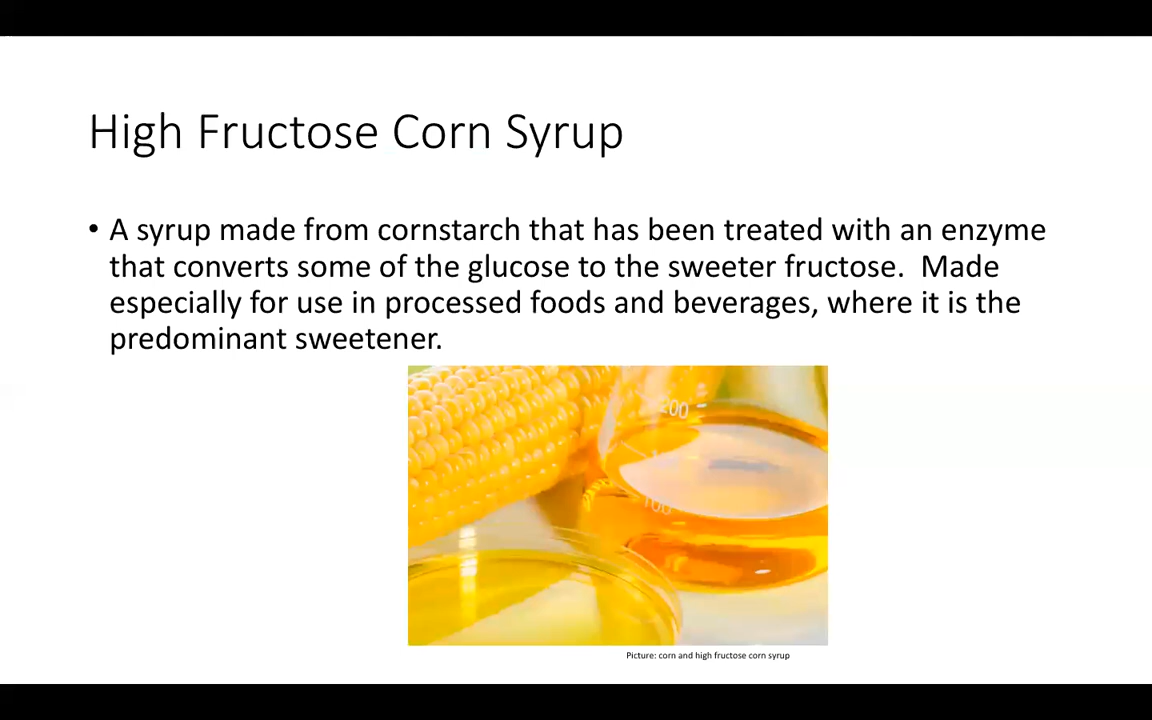 High Fructose Corn Syrup
• A syrup made from cornstarch that has been treated with an enzyme
that converts some of the glucose to the sweeter fructose.  Made
especially for use in processed foods and beverages, where it is the
predominant sweetener.
200
100
Picture: corn and high fructose corn syrup